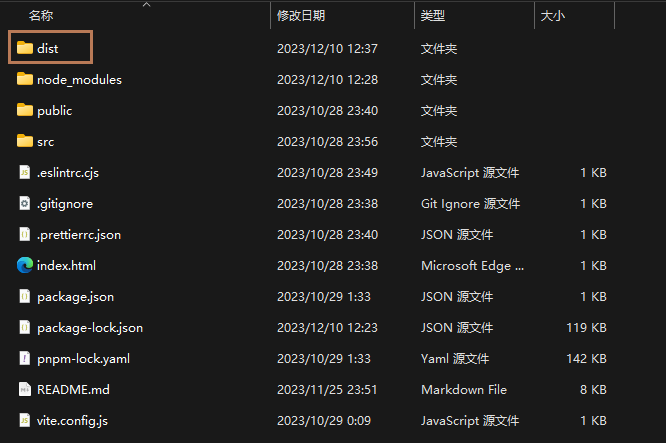 名称 修改日期 类型 大小
dist 2023/12/10 12:37 文件夹
node_modules 2023/12/10 12:28 文件夹
public 2023/10/28 23:40 文件夹
src 2023/10/28 23:56 文件夹
.eslintrc.cjs 2023/10/28 23:49 JavaScript 源文件 1 KB
.gitignore 2023/10/28 23:38 Git Ignore 源文件 1 KB
.prettierrc.json 2023/10/28 23:40 JSON 源文件 1 KB
index.html 2023/10/28 23:38 Microsoft Edge ... 1 KB
package.json 2023/10/29 1:33 JSON 源文件 1 KB
package-lock.json 2023/12/10 12:23 JSON 源文件 119 KB
pnpm-lock.yaml 2023/10/29 1:33 Yaml 源文件 142 KB
README.md 2023/11/25 23:51 Markdown File 8 KB
vite.config.js 2023/10/29 0:09 JavaScript 源文件 1 KB